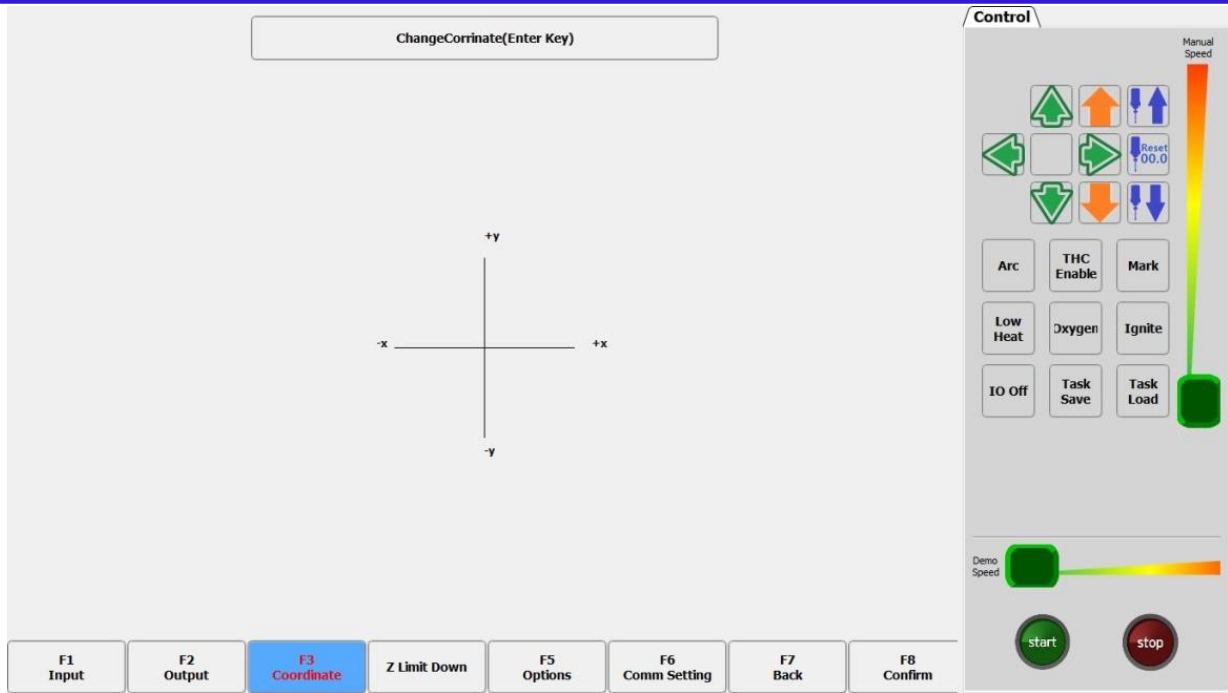 ChangeCorrinate(Enter Key)
+y
-x
+x
-y
F1
Input
F2
Output
F3
Coordinate
Z Limit Down
F5
Options
F6
Comm Setting
F7
Back
F8
Confirm
Control
Manual
Speed
Reset
00.0
Arc
THC
Enable
Mark
Low
Heat
Oxygen
Ignite
IO Off
Task
Save
Task
Load
Demo
Speed
start
stop